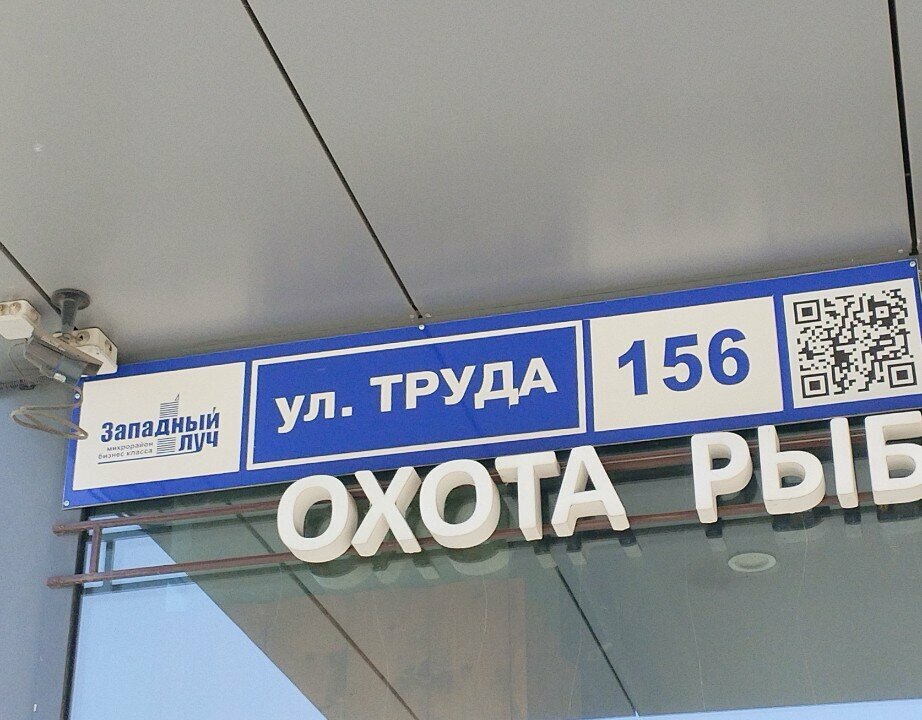 Западный
луч
микрорайон
бизнес класса
ул. ТРУДА
156
ОХОТА РЫБ